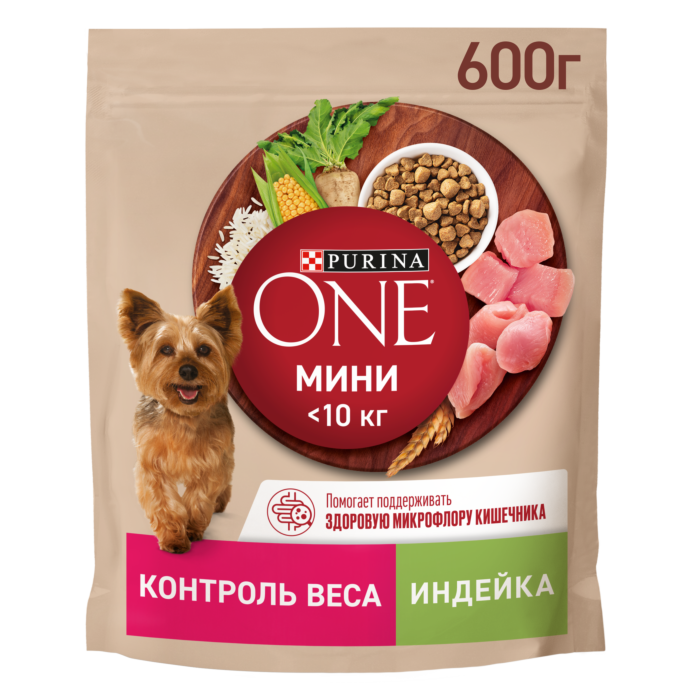 600г
PURINA
ONE®
МИНИ
<10 кг
Помогает поддерживать
ЗДОРОВУЮ МИКРОФЛОРУ КИШЕЧНИКА
КОНТРОЛЬ ВЕСА
ИНДЕЙКА